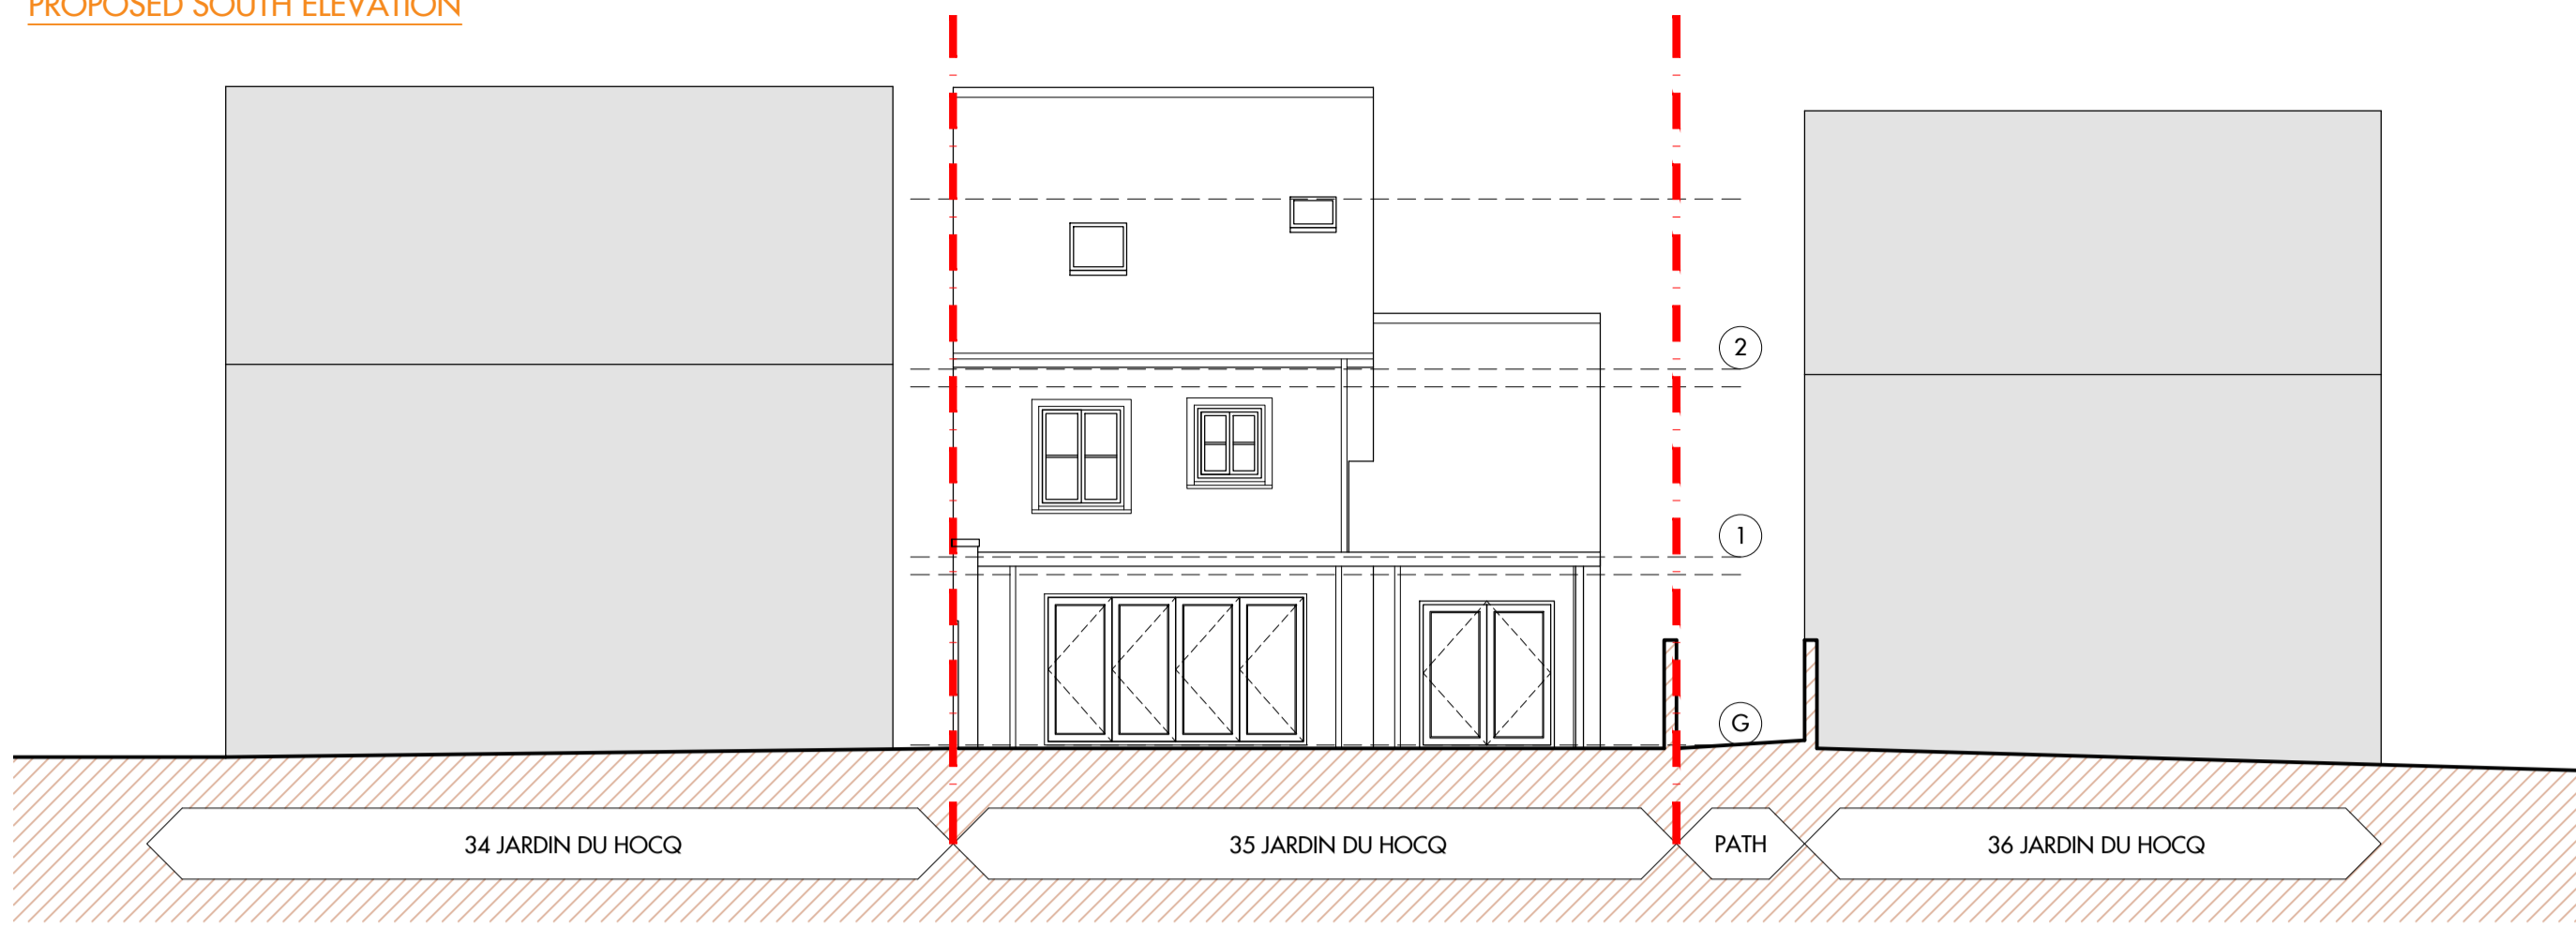 PROPOSED SOUTH ELEVATION
2
1
G
34 JARDIN DU HOCQ
35 JARDIN DU HOCQ
PATH
36 JARDIN DU HOCQ